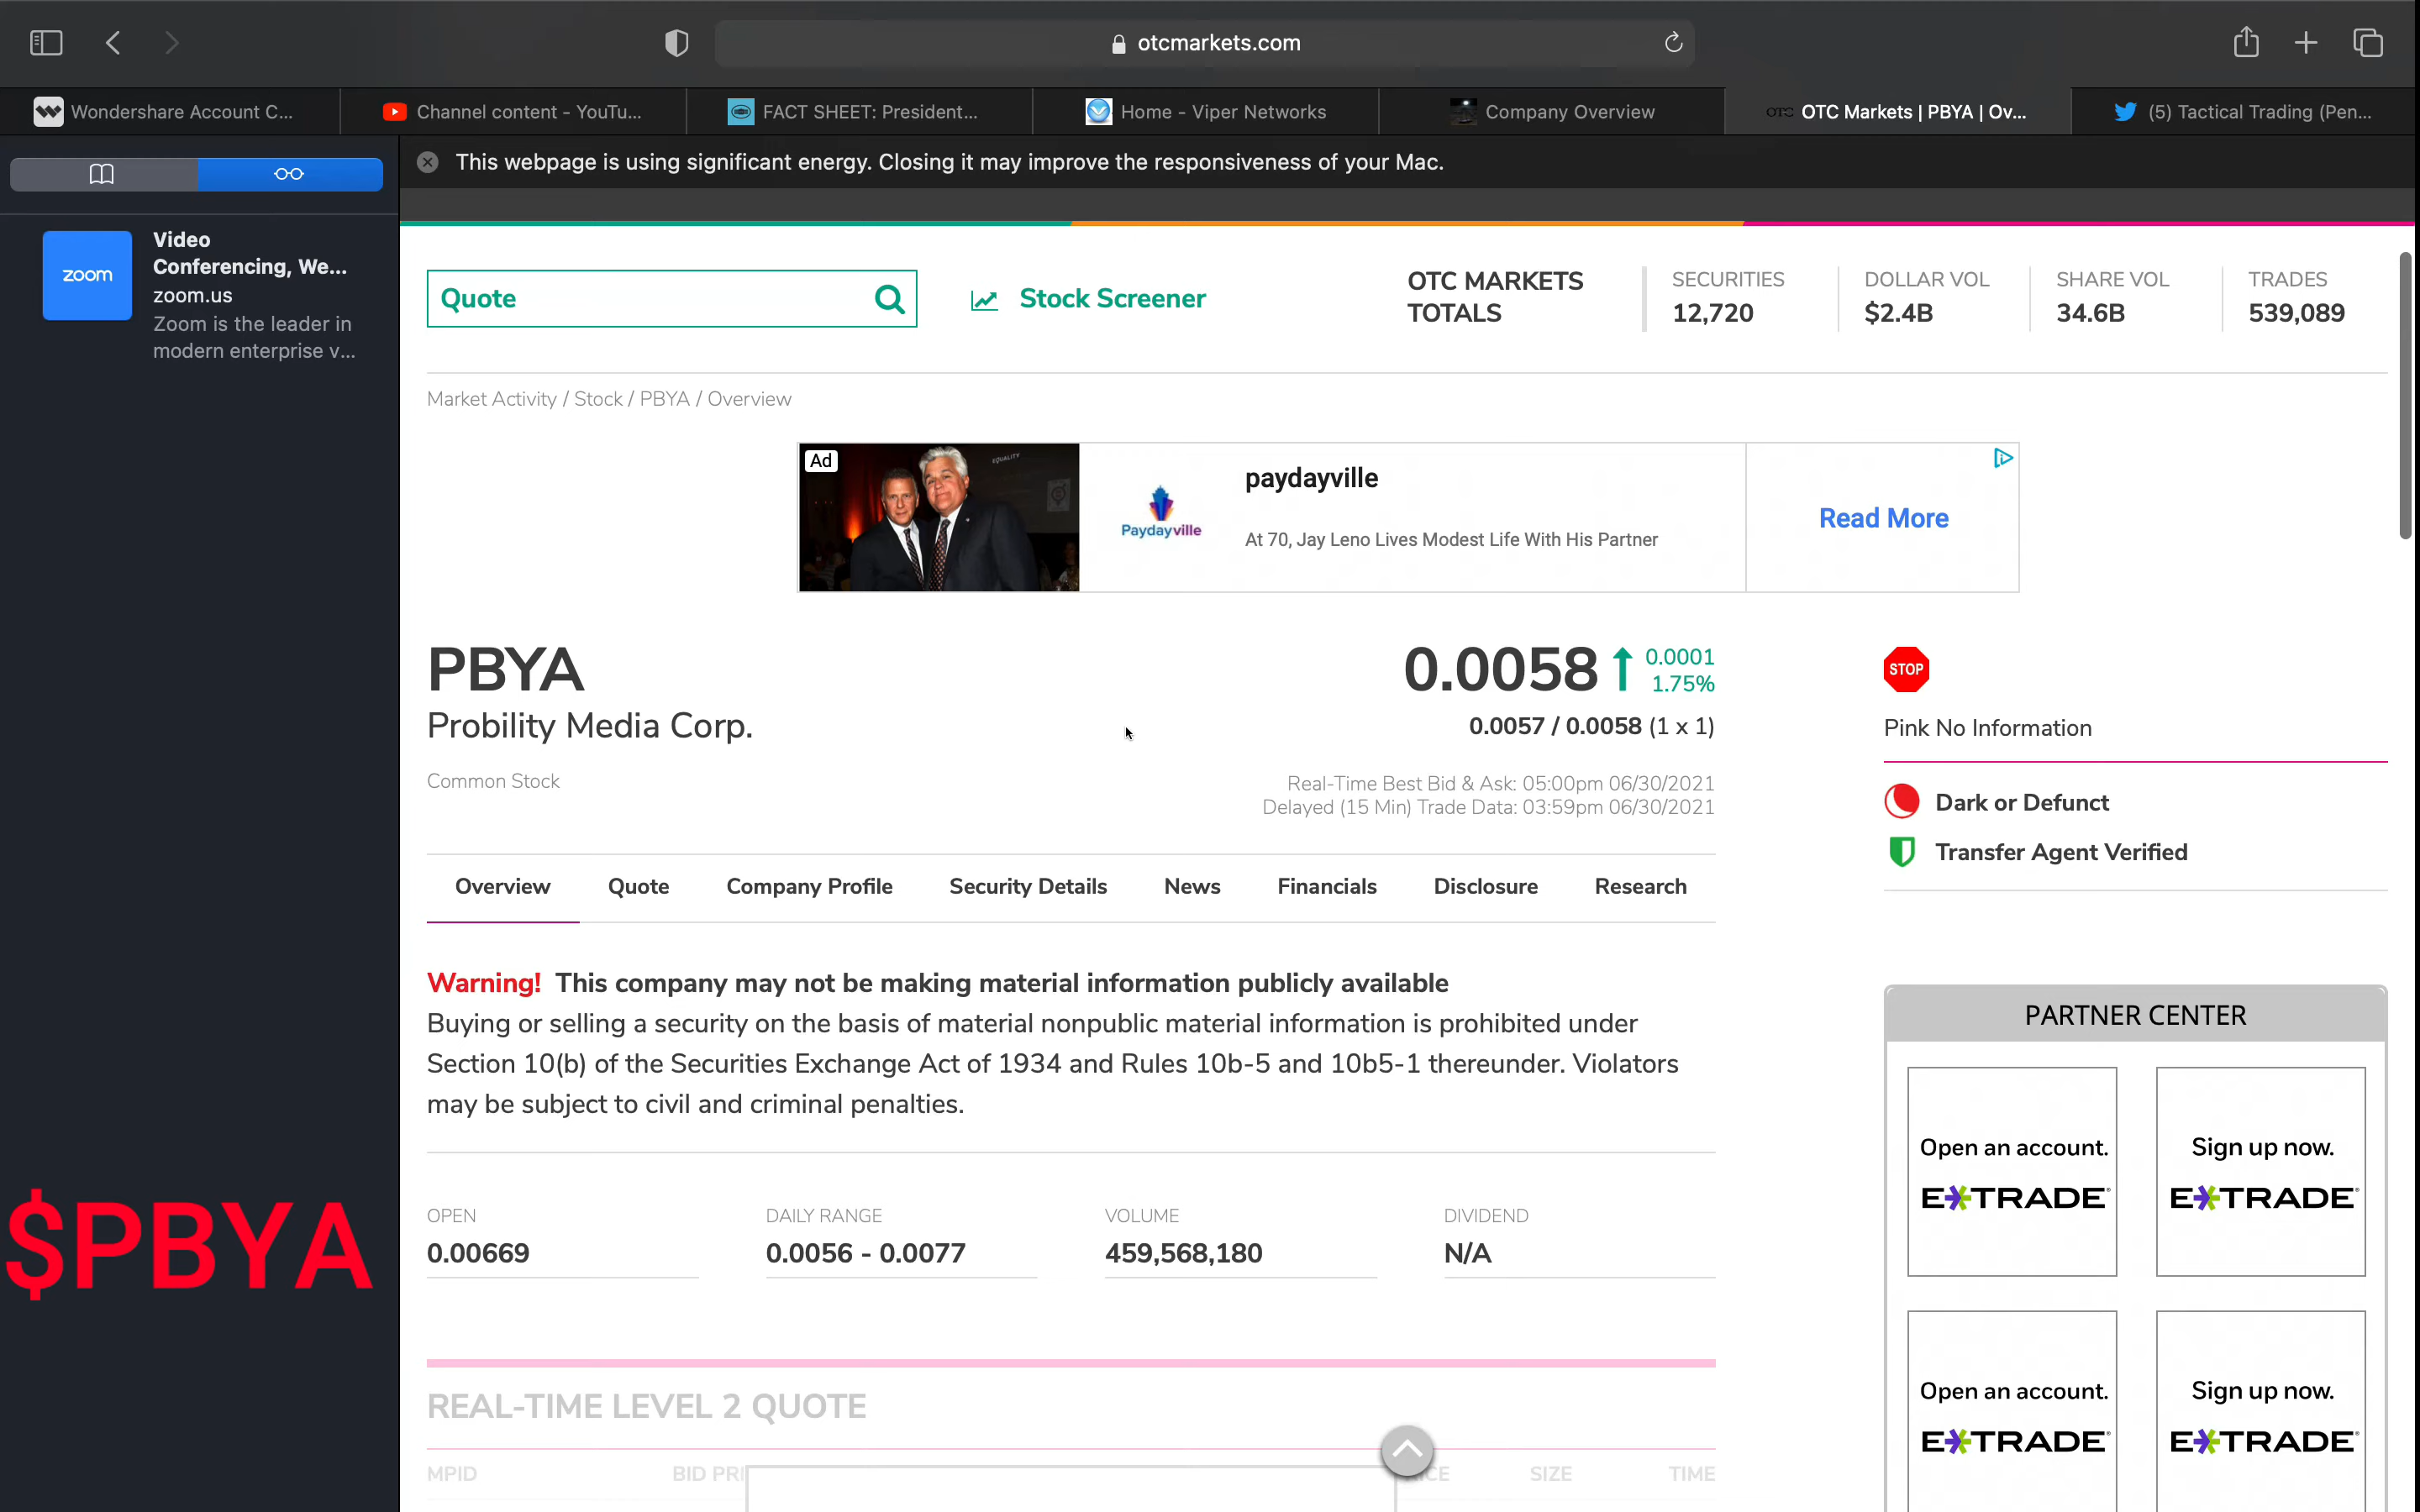 otcmarkets.com
Wondershare Account C...
Channel content - YouTu...
FACT SHEET: President...
Home - Viper Networks
Company Overview
OTC Markets | PBYA | Ov...
(5) Tactical Trading (Pen...
This webpage is using significant energy. Closing it may improve the responsiveness of your Mac.
zoom
Video
Conferencing, We...
zoom.us
Zoom is the leader in
modern enterprise v...
Quote
Stock Screener
OTC MARKETS
TOTALS
SECURITIES
12,720
DOLLAR VOL
$2.4B
SHARE VOL
34.6B
TRADES
539,089
Market Activity / Stock / PBYA / Overview
Ad
EQUALITY
Paydayville
paydayville
At 70, Jay Leno Lives Modest Life With His Partner
Read More
PBYA
Probility Media Corp.
Common Stock
0.0058
0.0001
1.75%
0.0057 / 0.0058 (1 x 1)
Real-Time Best Bid & Ask: 05:00pm 06/30/2021
Delayed (15 Min) Trade Data: 03:59pm 06/30/2021
STOP
Pink No Information
Dark or Defunct
Transfer Agent Verified
Overview Quote Company Profile Security Details News Financials Disclosure Research
Warning! This company may not be making material information publicly available
Buying or selling a security on the basis of material nonpublic material information is prohibited under
Section 10(b) of the Securities Exchange Act of 1934 and Rules 10b-5 and 10b5-1 thereunder. Violators
may be subject to civil and criminal penalties.
OPEN
0.00669
DAILY RANGE
0.0056 - 0.0077
VOLUME
459,568,180
DIVIDEND
N/A
REAL-TIME LEVEL 2 QUOTE
MPID
BID PRI
CE
SIZE
TIME
PARTNER CENTER
Open an account.
E*TRADE
Sign up now.
E*TRADE
Open an account.
E*TRADE
Sign up now.
E*TRADE
$PBYA